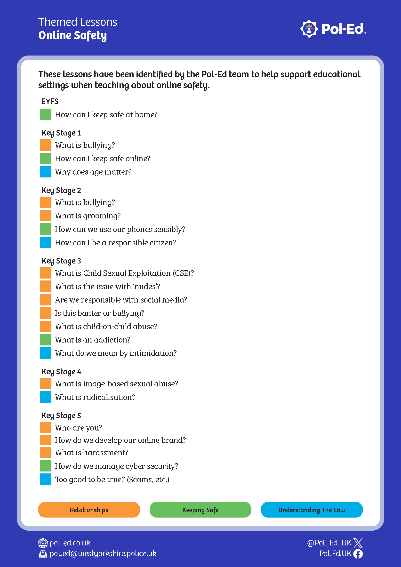 Themed Lessons
Online Safety
Pol-Ed.
These lessons have been identified by the Pol-Ed team to help support educational
settings when teaching about online safety.
EYFS
How can I keep safe at home?
Key Stage 1
What is bullying?
How can I keep safe online?
Why does age matter?
Key Stage 2
What is bullying?
What is grooming?
How can we use our phones sensibly?
How can I be a responsible citizen?
Key Stage 3
What is Child Sexual Exploitation (CSE)?
What is the issue with 'nudes'?
Are we responsible with social media?
Is this banter or bullying?
What is child-on-child abuse?
What is an addiction?
What do we mean by intimidation?
Key Stage 4
What is image based sexual abuse?
What is radicalisation?
Key Stage 5
Who are you?
How do we develop our online brand?
What is harassment?
How do we manage cyber security?
Too good to be true? (Scams, etc.)
Relationships
Keeping Safe
Understanding The Law
pol-ed.co.uk
@Pol_Ed_UK
pol.ed@westyorkshire.police.uk
Pol.Ed.UK